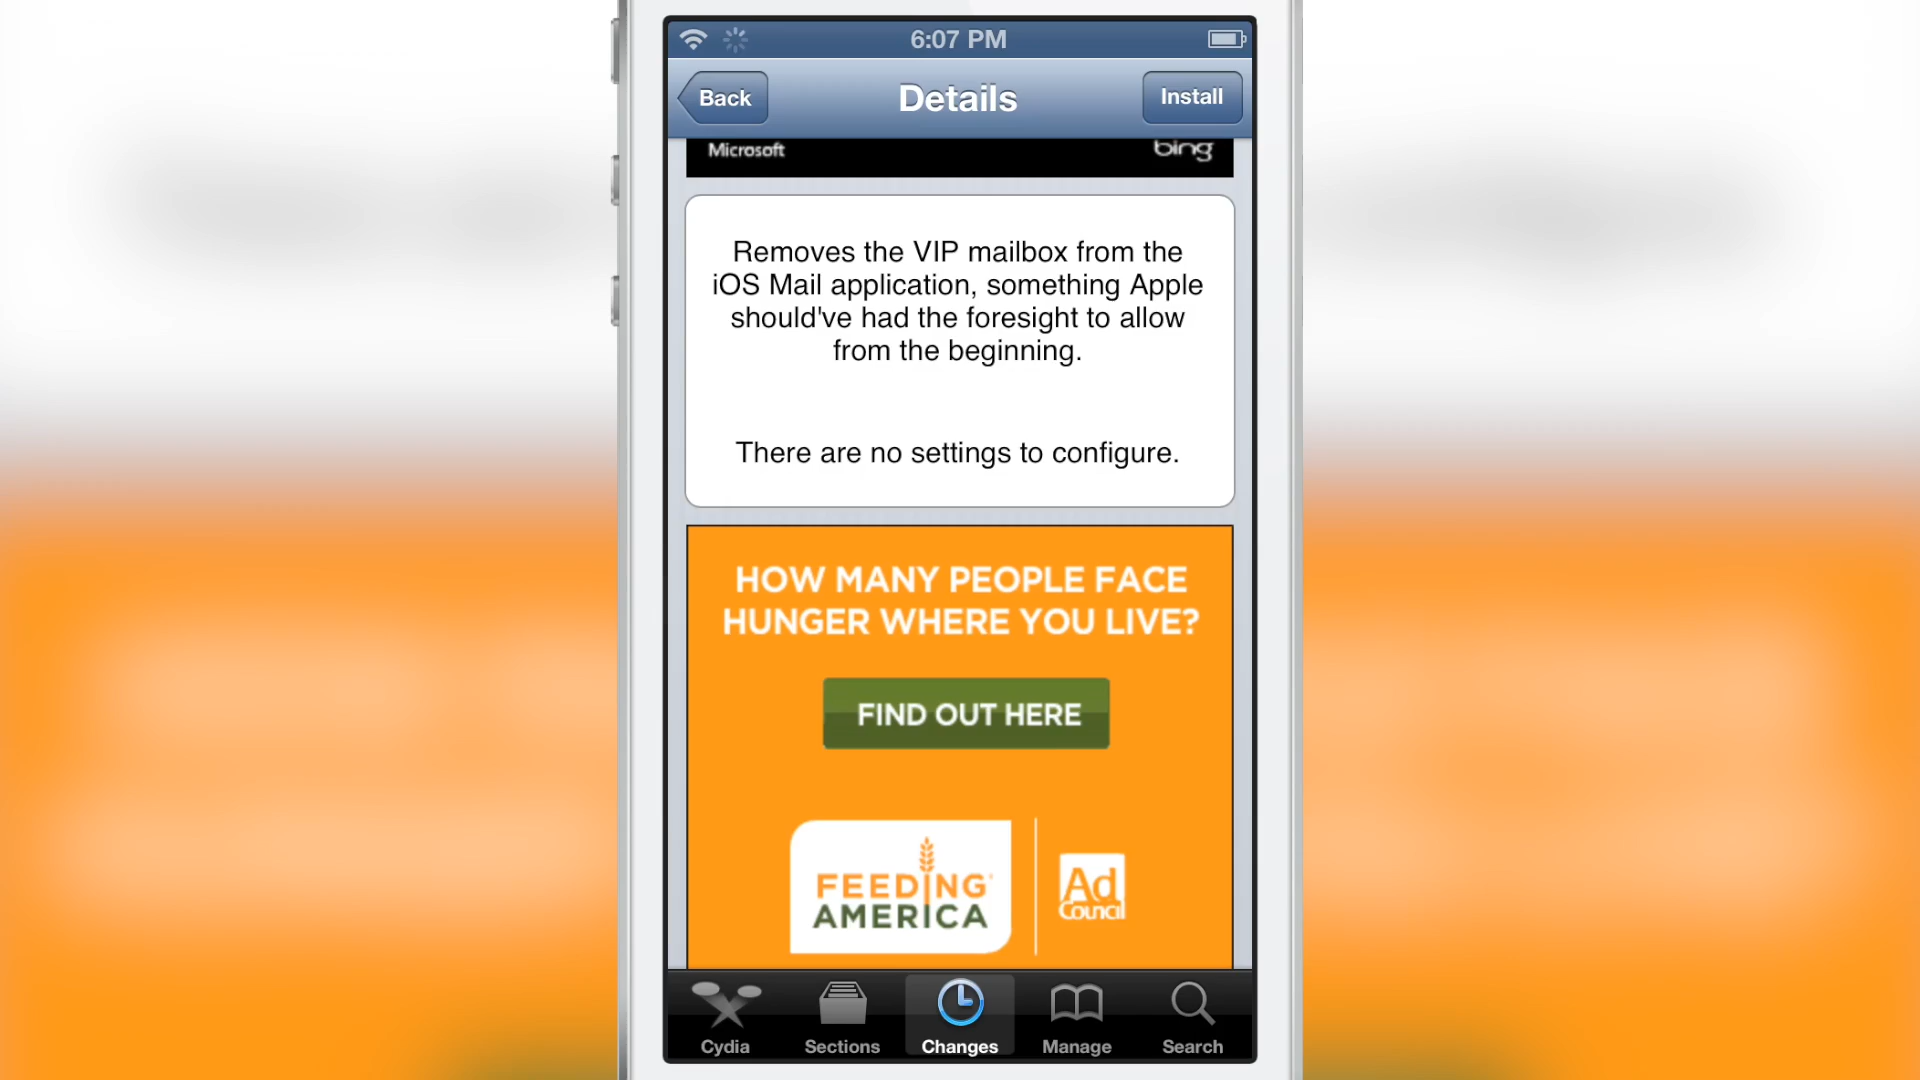 6:07 PM
Back
Details
Install
Microsoft
bing
Removes the VIP mailbox from the
iOS Mail application, something Apple
should've had the foresight to allow
from the beginning.
There are no settings to configure.
HOW MANY PEOPLE FACE
HUNGER WHERE YOU LIVE?
FIND OUT HERE
FEEDING
AMERICA
Ad
Council
Cydia
Sections
Changes
Manage
Search